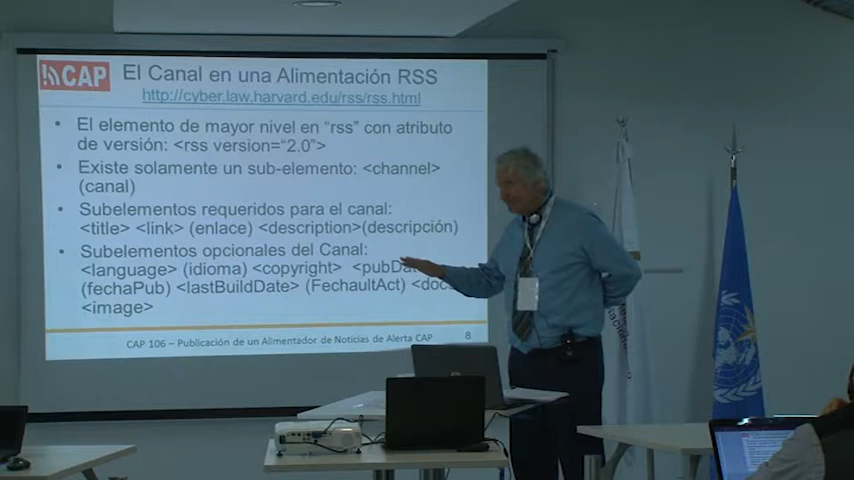 CAP
El Canal en una Alimentación RSS
http://cyber.law.harvard.edu/rss/rss.html
• El elemento de mayor nivel en “rss” con atributo
de versión: <rss version=“2.0”>
• Existe solamente un sub-elemento: <channel>
(canal)
• Subelementos requeridos para el canal:
<title> <link> (enlace) <description>(descripción)
• Subelementos opcionales del Canal:
<language> (idioma) <copyright>
(fechaPub) <lastBuildDate> (FechaultAct)
<image>
CAP 106 – Publicación de un Alimentador de Noticias de Alerta CAP
8